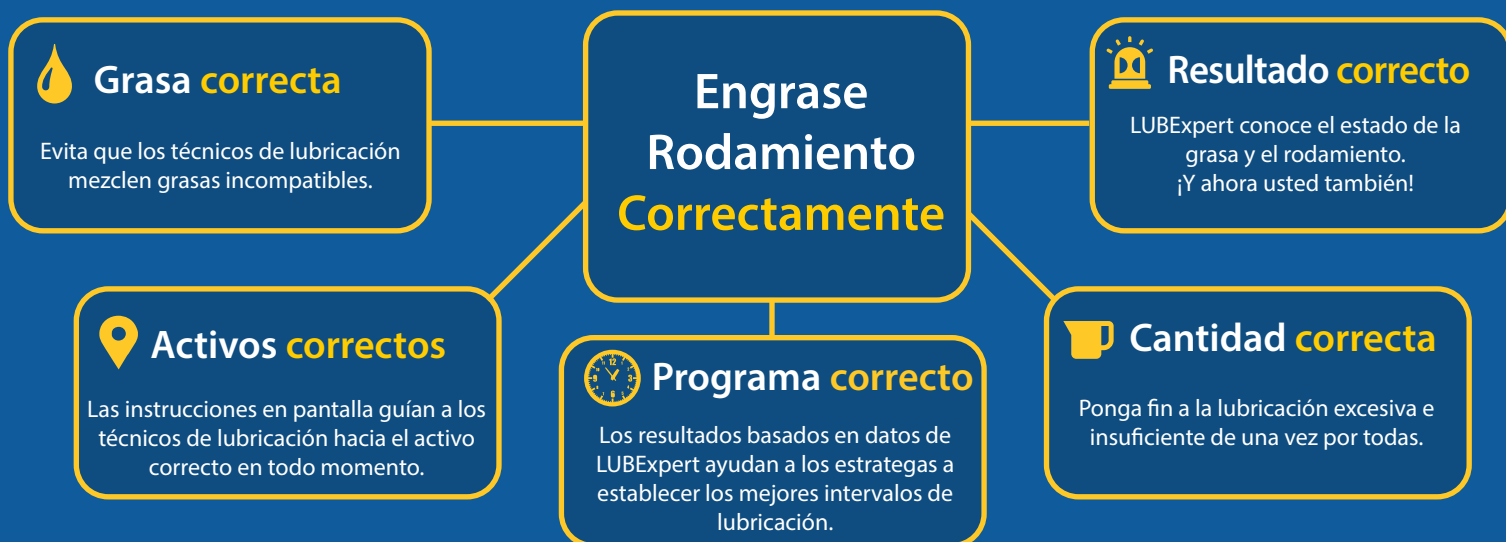 Grasa correcta
Evita que los técnicos de lubricación
mezclen grasas incompatibles.
Engrase
Rodamiento
Correctamente
Resultado correcto
LUBExpert conoce el estado de la
grasa y el rodamiento.
¡Y ahora usted también!
Activos correctos
Las instrucciones en pantalla guían a los
técnicos de lubricación hacia el activo
correcto en todo momento.
Programa correcto
Los resultados basados en datos de
LUBExpert ayudan a los estrategas a
establecer los mejores intervalos de
lubricación.
Cantidad correcta
Ponga fin a la lubricación excesiva e
insuficiente de una vez por todas.